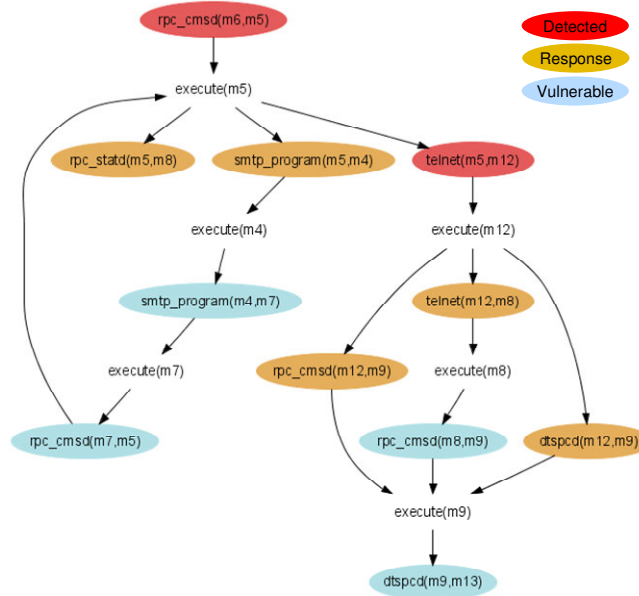 rpc_cmsd(m6,m5)
Detected
Response
Vulnerable
execute(m5)
rpc_statd(m5,m8)
smtp_program(m5,m4)
telnet(m5,m12)
execute(m4)
execute(m12)
smtp_program(m4,m7)
telnet(m12,m8)
execute(m7)
rpc_cmsd(m12,m9)
execute(m8)
rpc_cmsd(m7,m5)
rpc_cmsd(m8,m9)
dtspcd(m12,m9)
execute(m9)
dtspcd(m9,m13)